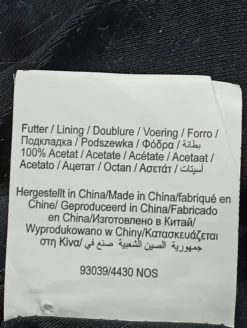 Futter / Lining / Doublure / Voering / Forro /
Подкладка / Podszewka / Φόδρα / بطانة
100% Acetat / Acetate / Acétate / Acetaat /
Acetato / Ацетат / Octan / Ασετάτ / أسيتات
Hergestellt in China/Made in China/fabriqué en
Chine/ Geproduceerd in China/Fabricado
en China/Изготовлено в Китай/
Wyprodukowano w Chiny/Κατασκευάζεται
στη Κίνα/ جمهورية الصين الشعبية صنع في
93039/4430 NOS